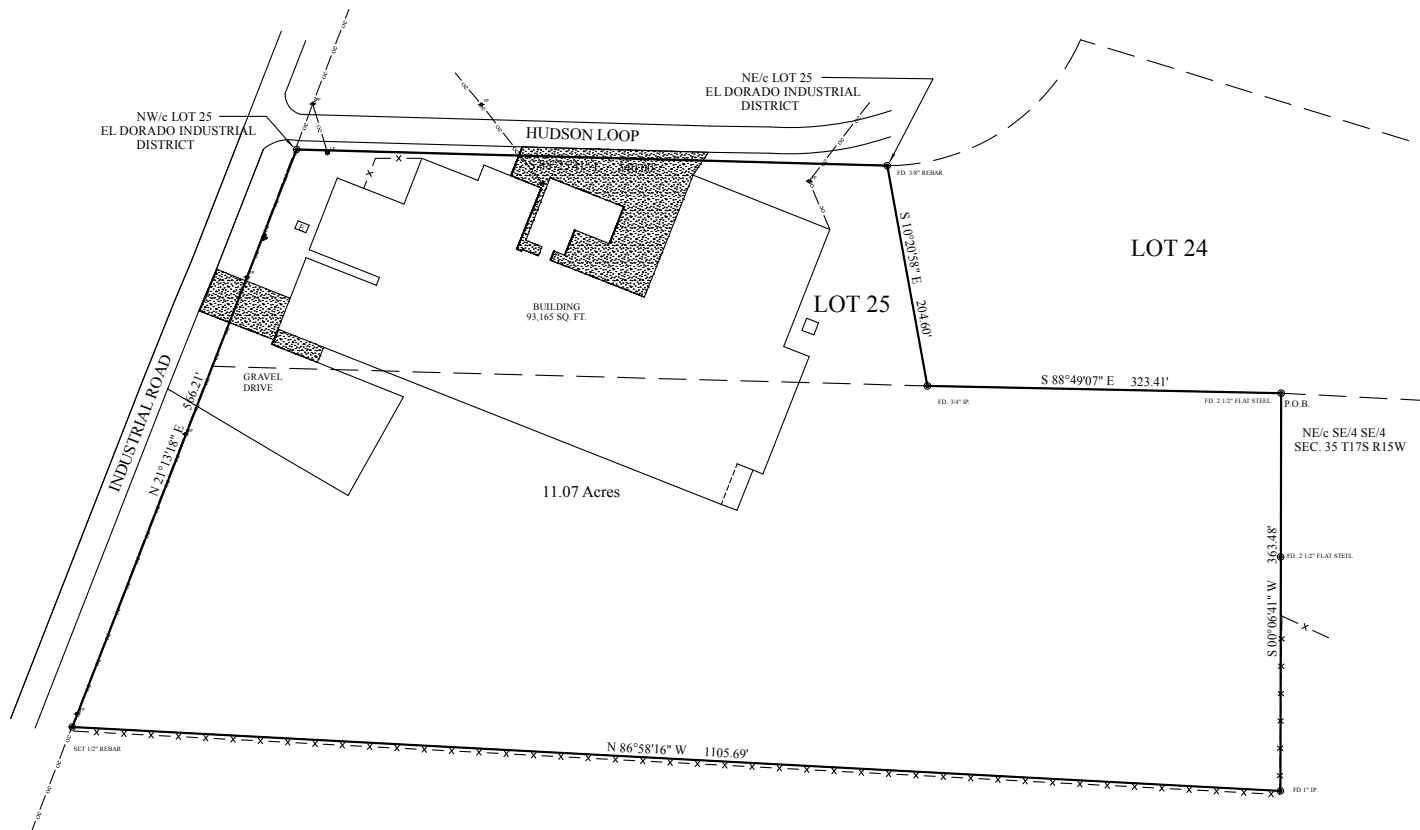 NE/c LOT 25
EL DORADO INDUSTRIAL
DISTRICT
NW/c LOT 25
EL DORADO INDUSTRIAL
DISTRICT
HUDSON LOOP
FD. 3/8" REBAR
S 10°20'58" E 204.60'
LOT 24
LOT 25
BUILDING
93,165 SQ. FT.
INDUSTRIAL ROAD
N 21°13'18" E 566.21'
GRAVEL
DRIVE
S 88°49'07" E 323.41'
FD. 3/4" IP.
FD. 2 1/2" FLAT STEEL
P.O.B.
NE/c SE/4 SE/4
SEC. 35 T17S R15W
11.07 Acres
FD. 2 1/2" FLAT STEEL
S 00°06'41" W 363.48'
SET 1/2" REBAR
N 86°58'16" W 1105.69'
FD 1" IP.